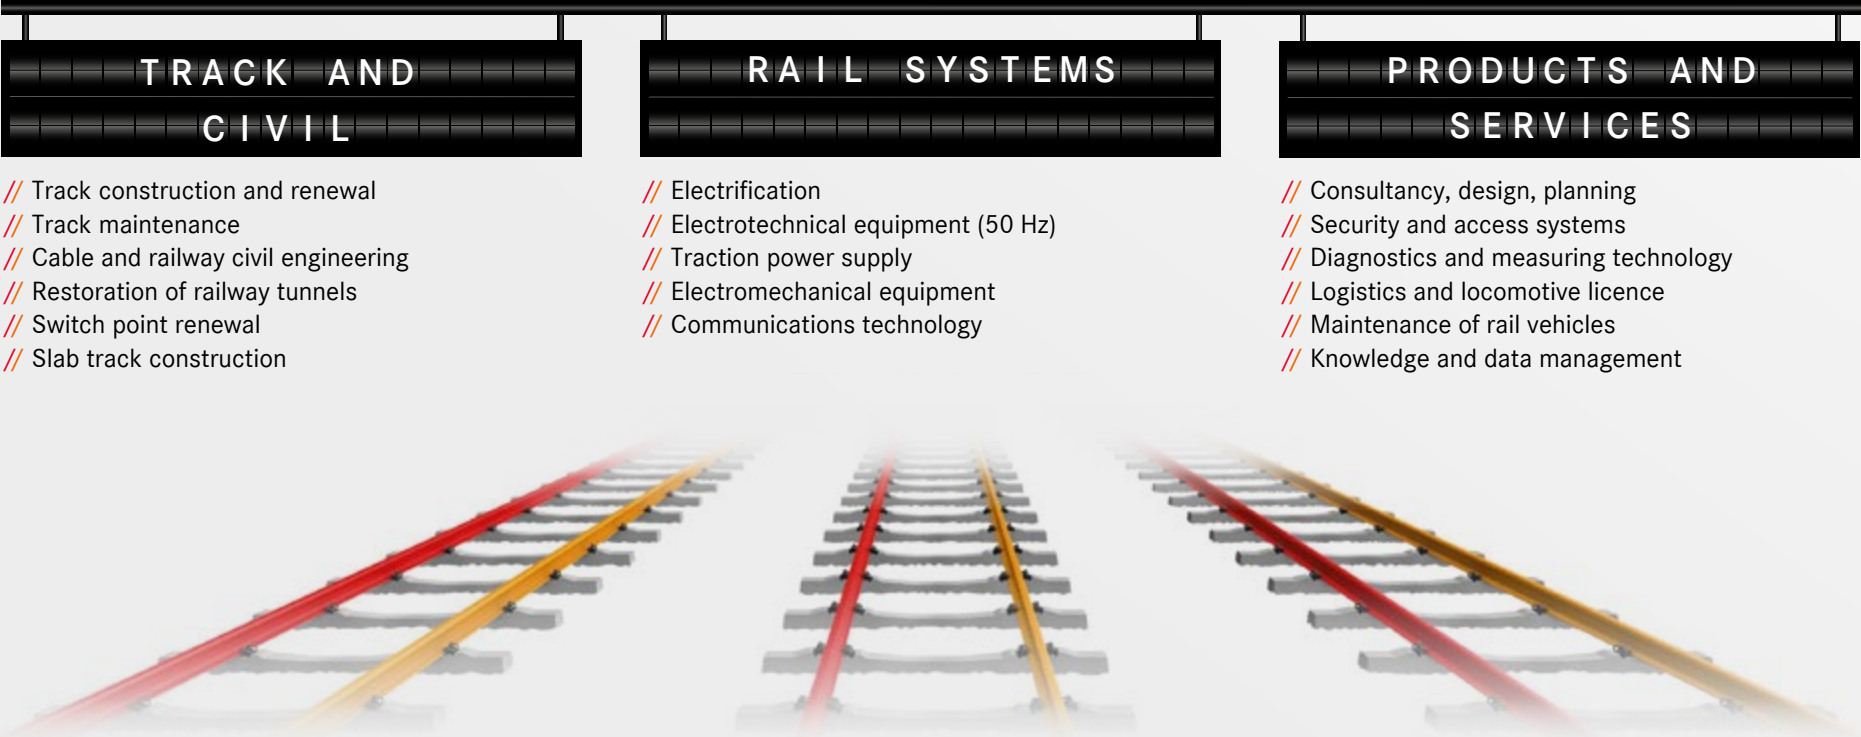 TRACK AND
CIVIL
// Track construction and renewal
// Track maintenance
// Cable and railway civil engineering
// Restoration of railway tunnels
// Switch point renewal
// Slab track construction
RAIL SYSTEMS
// Electrification
// Electrotechnical equipment (50 Hz)
// Traction power supply
// Electromechanical equipment
// Communications technology
PRODUCTS AND
SERVICES
// Consultancy, design, planning
// Security and access systems
// Diagnostics and measuring technology
// Logistics and locomotive licence
// Maintenance of rail vehicles
// Knowledge and data management